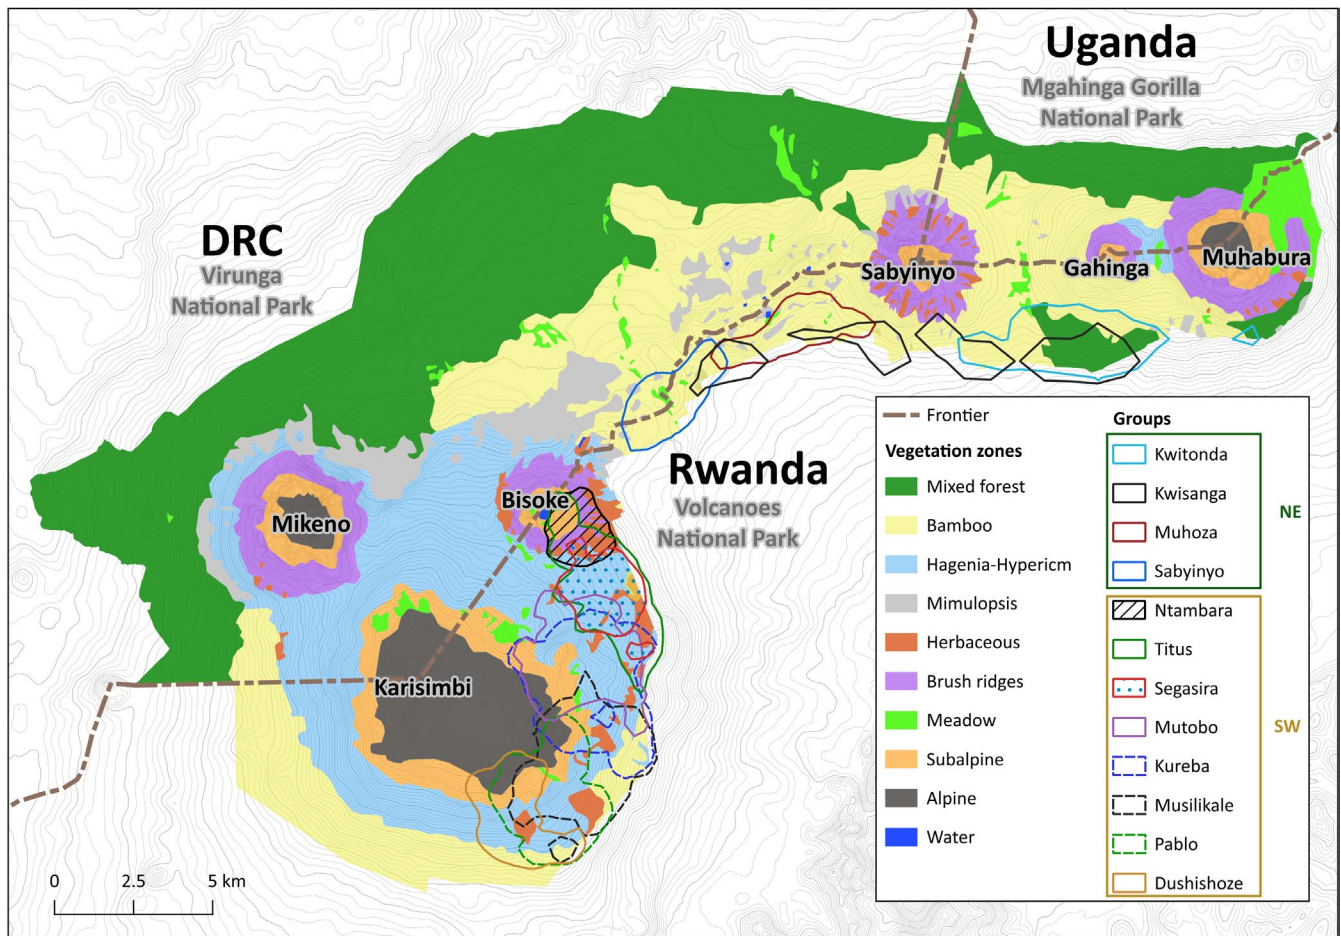 Uganda
Mgahinga Gorilla
National Park
DRC
Virunga
National Park
Sabyinyo
Gahinga
Muhabura
Rwanda
Volcanoes
National Park
Bisoke
Mikeno
Karisimbi
0 2.5 5 km
Frontier
Vegetation zones
Mixed forest
Bamboo
Hagenia-Hypericm
Mimulopsis
Herbaceous
Brush ridges
Meadow
Subalpine
Alpine
Water
Groups
Kwitonda
Kwisanga
Muhoza
Sabyinyo
NE
Ntambara
Titus
Segasira
Mutobo
Kureba
Musilikale
Pablo
Dushishoze
SW